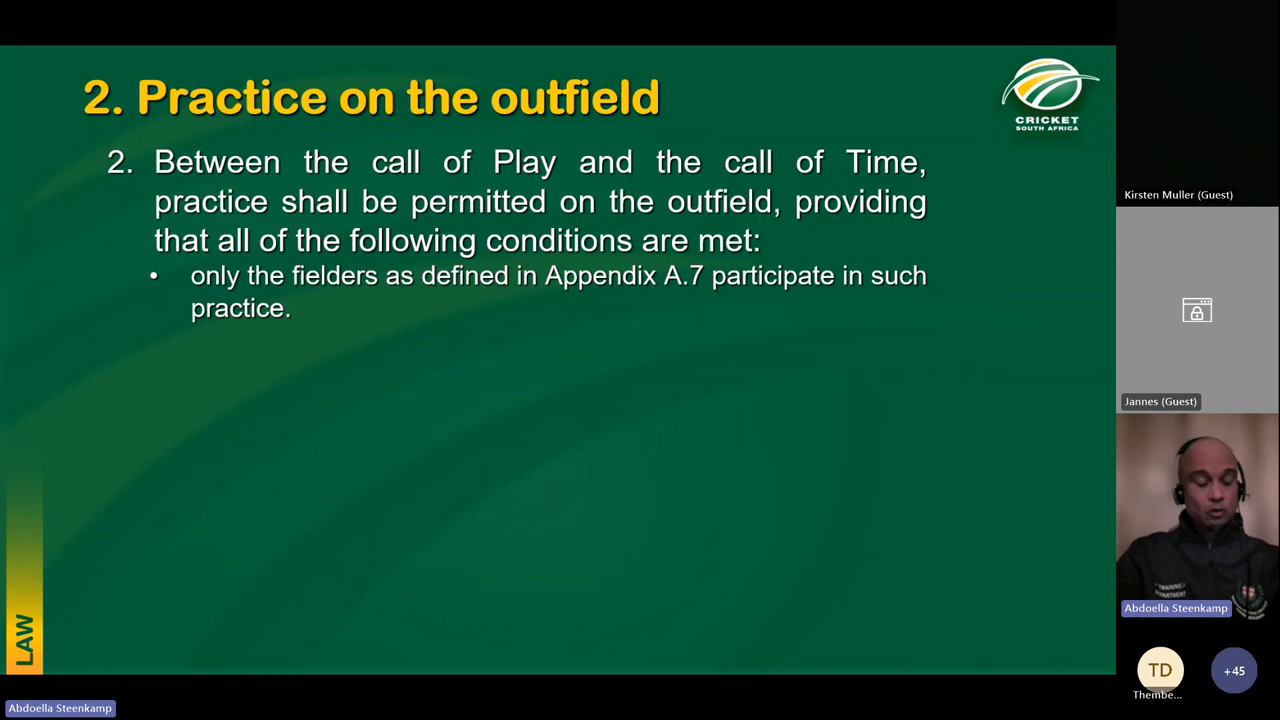 2. Practice on the outfield
CRICKET
SOUTH AFRICA
2. Between the call of Play and the call of Time,
practice shall be permitted on the outfield, providing
that all of the following conditions are met:
• only the fielders as defined in Appendix A.7 participate in such
practice.
LAW
Abdoella Steenkamp
Kirsten Muller (Guest)
Jannes (Guest)
Abdoella Steenkamp
TD
Thembe...
+45